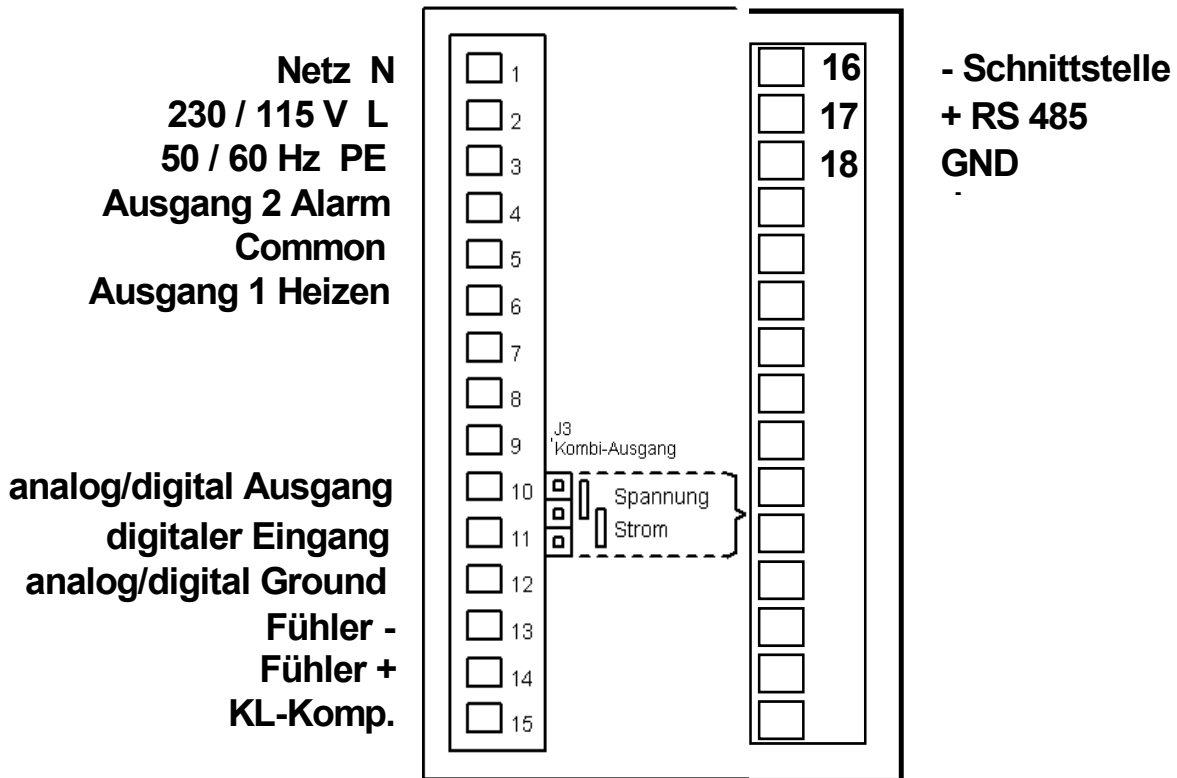 Netz N
230 / 115 V L
50 / 60 Hz PE
Ausgang 2 Alarm
Common
Ausgang 1 Heizen
analog/digital Ausgang
digitaler Eingang
analog/digital Ground
Fühler -
Fühler +
KL-Komp.
1
2
3
4
5
6
7
8
9
10
11
12
13
14
15
J3
'Kombi-Ausgang
Spannung
Strom
16
17
18
- Schnittstelle
+ RS 485
GND
-